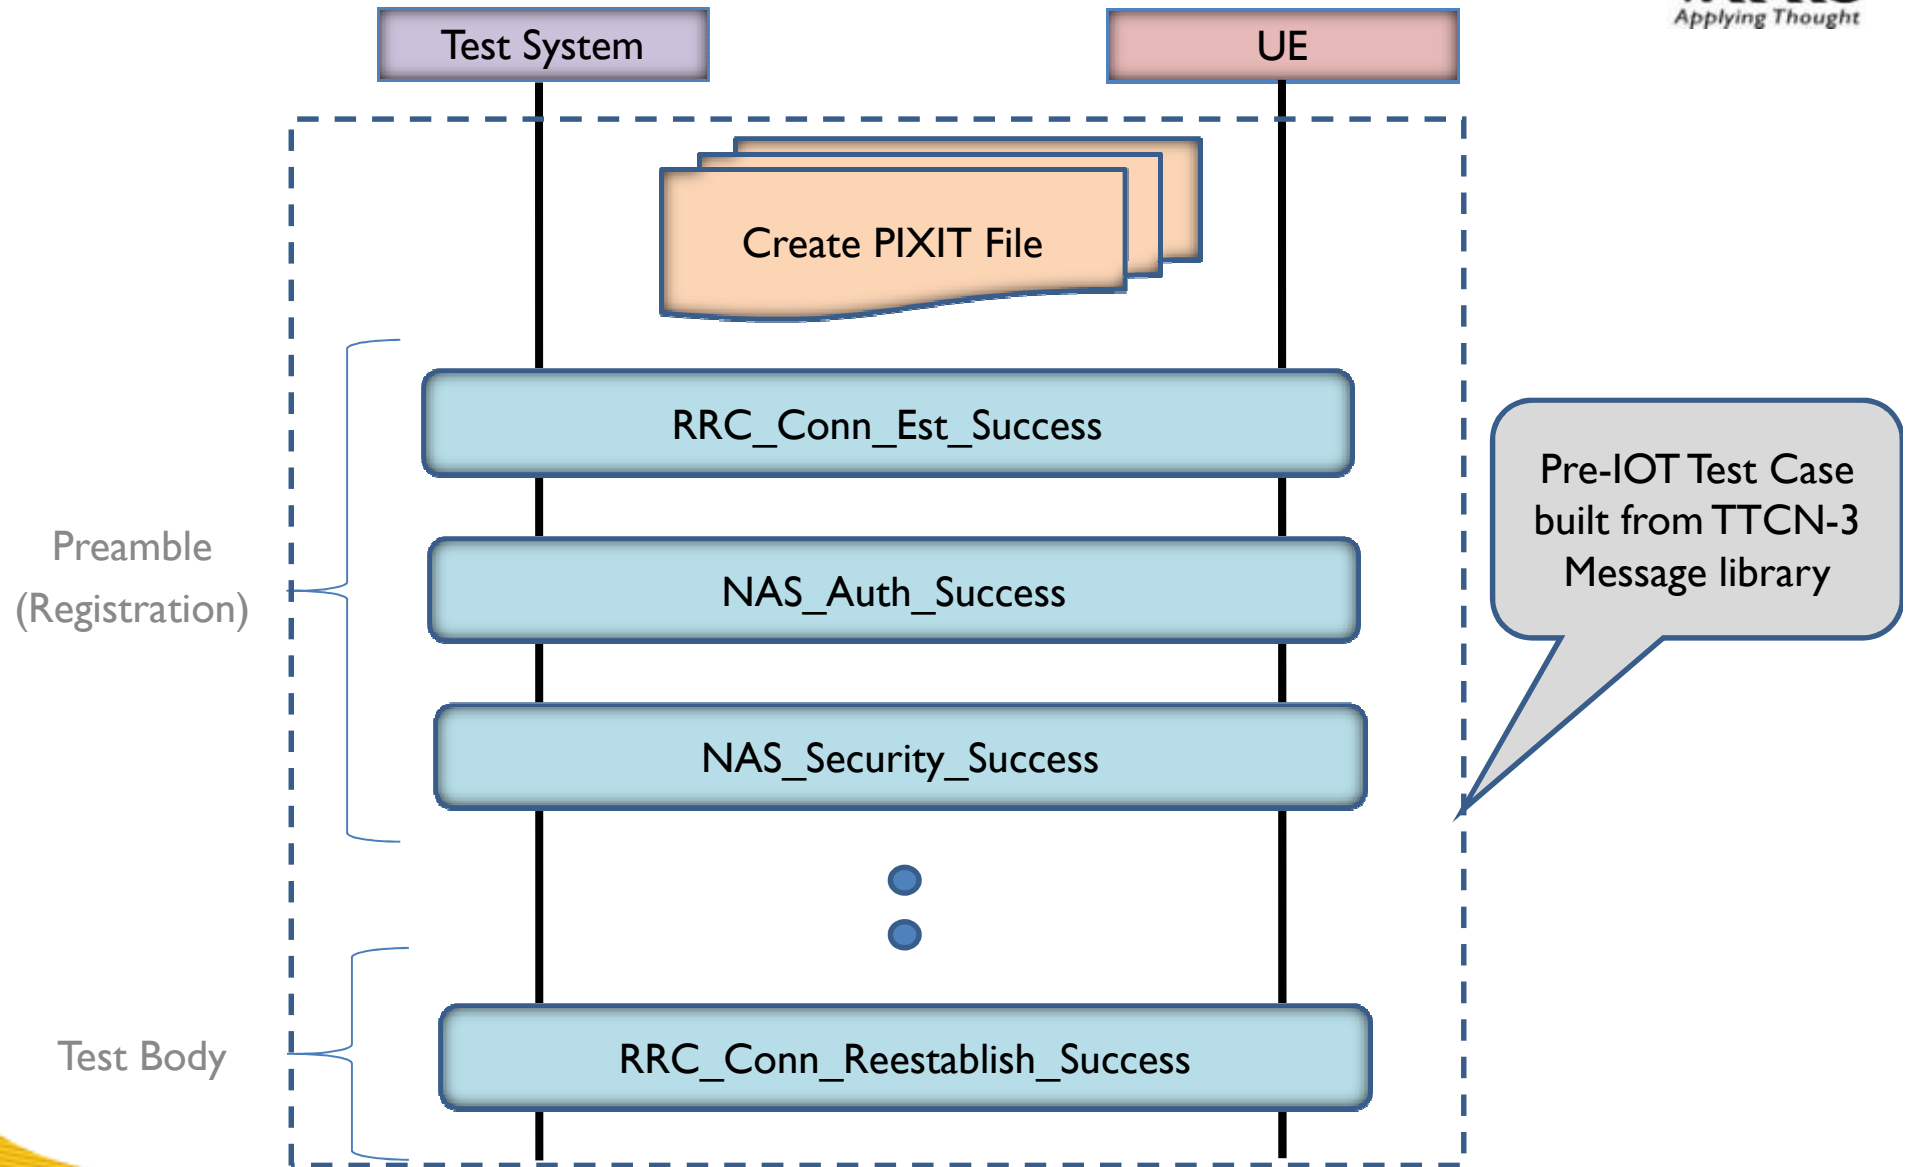 Applying Thought
Test System
UE
Create PIXIT File
RRC_Conn_Est_Success
Pre-IOT Test Case
built from TTCN-3
Message library
Preamble
(Registration)
NAS_Auth_Success
NAS_Security_Success
Test Body
RRC_Conn_Reestablish_Success